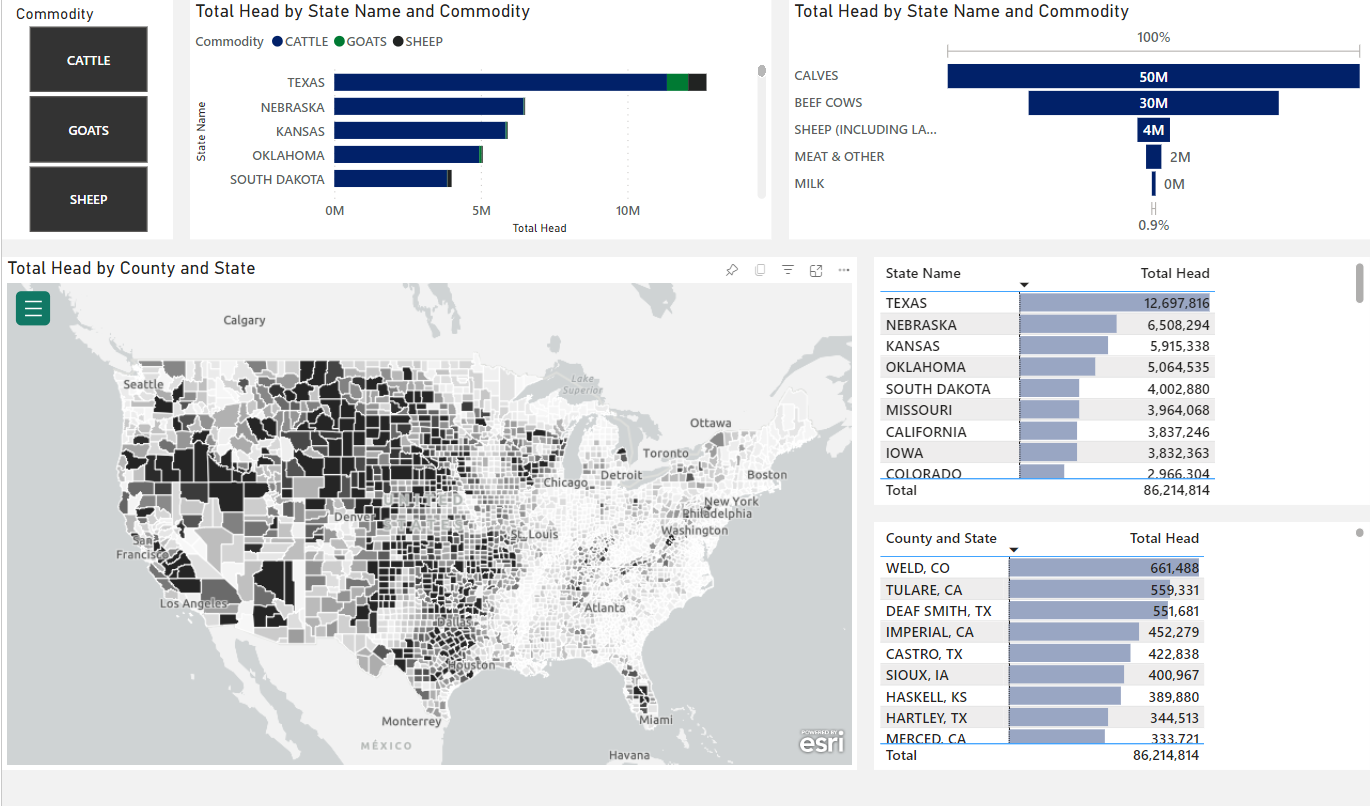 Commodity
CATTLE
GOATS
SHEEP
Total Head by State Name and Commodity
Commodity CATTLE GOATS SHEEP
State Name
TEXAS
NEBRASKA
KANSAS
OKLAHOMA
SOUTH DAKOTA
0M 5M 10M
Total Head
Total Head by State Name and Commodity
100%
CALVES 50M
BEEF COWS 30M
SHEEP (INCLUDING LA... 4M
MEAT & OTHER 2M
MILK 0M
0.9%
Total Head by County and State
Calgary
Seattle
Lake
Superior
Ottawa
Toronto
Boston
Detroit
Chicago
New York
Philadelphia
Denver
Washington
St. Louis
San
Francisco
Los Angeles
Atlanta
Dallas
Houston
Monterrey
Miami
MÉXICO
Havana
POWERED BY
esri
State Name Total Head
TEXAS 12,697,816
NEBRASKA 6,508,294
KANSAS 5,915,338
OKLAHOMA 5,064,535
SOUTH DAKOTA 4,002,880
MISSOURI 3,964,068
CALIFORNIA 3,837,246
IOWA 3,832,363
COLORADO 2,966,304
Total 86,214,814
County and State Total Head
WELD, CO 661,488
TULARE, CA 559,331
DEAF SMITH, TX 551,681
IMPERIAL, CA 452,279
CASTRO, TX 422,838
SIOUX, IA 400,967
HASKELL, KS 389,880
HARTLEY, TX 344,513
MERCED, CA 333,721
Total 86,214,814